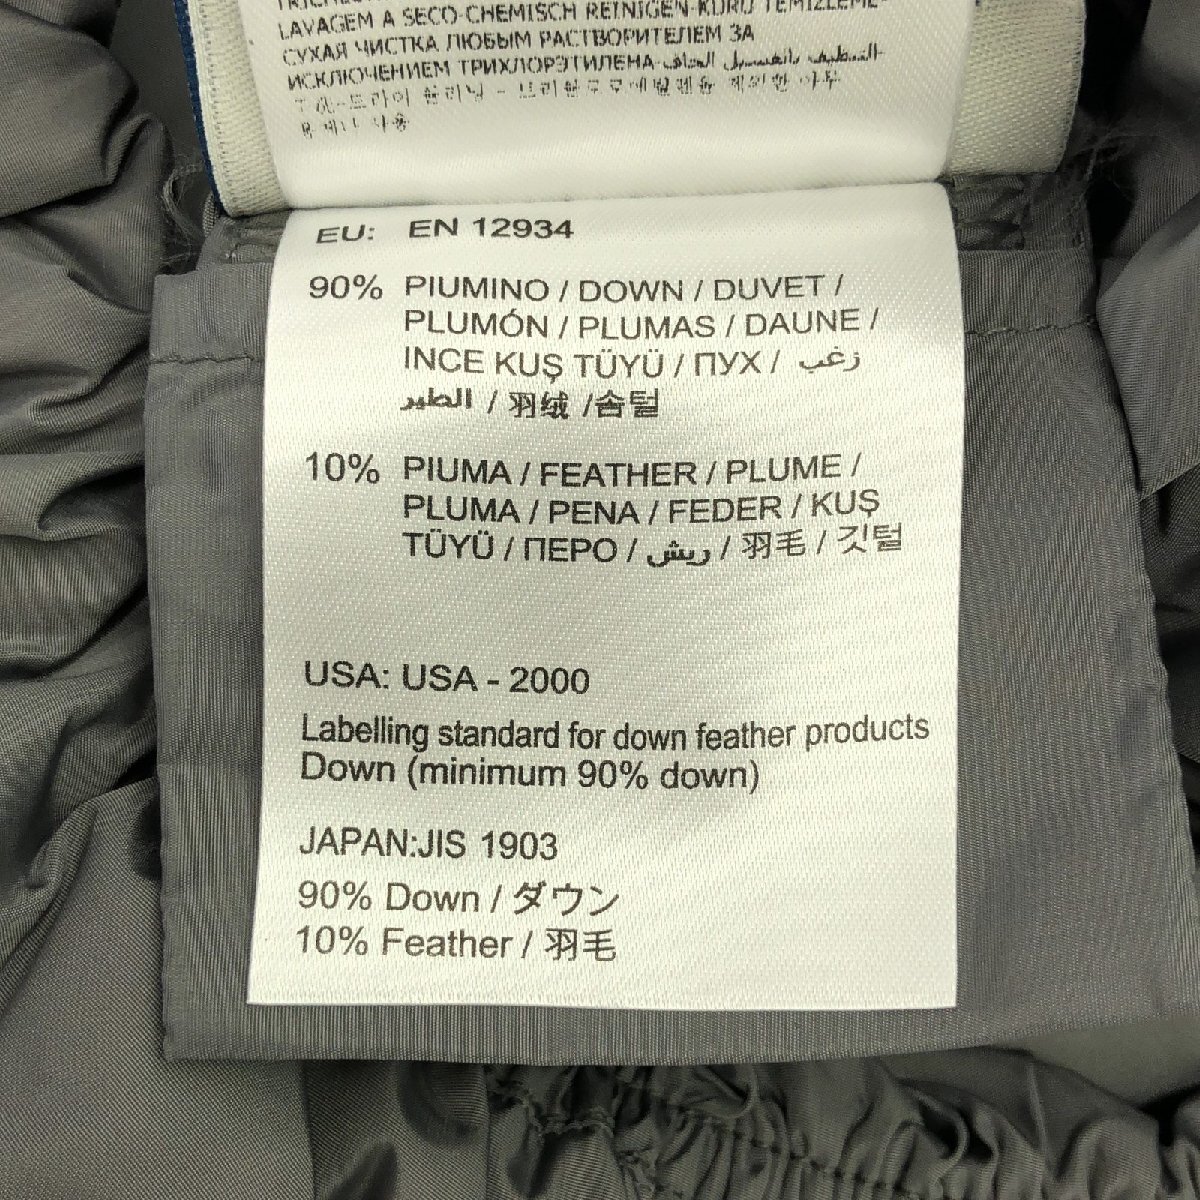 LAVAGEM A SECO-CHEMISCH REINIGEN-KURU TEMIZLEME-
СУХАЯ ЧИСТКА ЛЮБЫМ РАСТВОРИТЕЛЕМ ЗА
ИСКЛЮЧЕНИЕМ ТРИХЛОРЭТИЛЕНА-التنظيف بالغسيل الجاف
EU: EN 12934
90% PIUMINO / DOWN / DUVET /
PLUMÓN / PLUMAS / DAUNE /
INCE KUŞ TÜYÜ / ПУХ / زغب
الطير / 羽绒 /솜털
10% PIUMA / FEATHER / PLUME /
PLUMA / PENA / FEDER / KUŞ
TÜYÜ / ПЕРО / ريش / 羽毛 / 깃털
USA: USA - 2000
Labelling standard for down feather products
Down (minimum 90% down)
JAPAN:JIS 1903
90% Down / ダウン
10% Feather / 羽毛